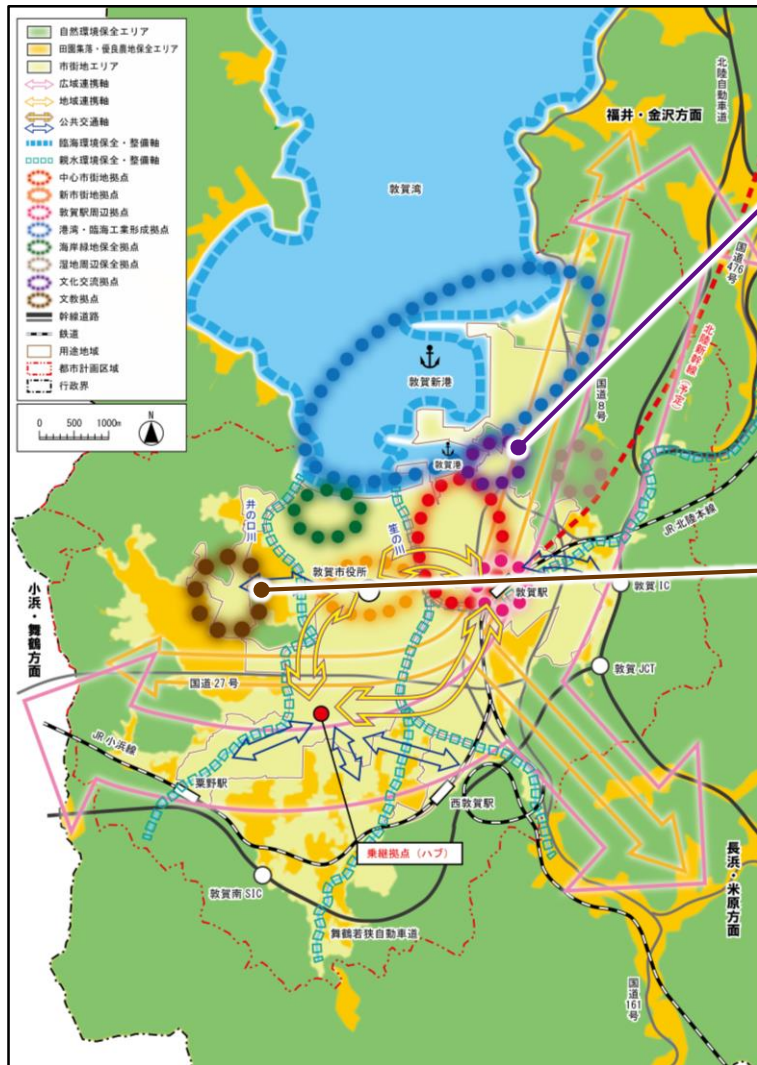 自然環境保全エリア
田園集落・優良農地保全エリア
市街地エリア
広域連携軸
地域連携軸
公共交通軸
臨海環境保全・整備軸
親水環境保全・整備軸
中心市街地拠点
新市街地拠点
敦賀駅周辺拠点
港湾・臨海工業形成拠点
海岸緑地保全拠点
湿地周辺保全拠点
文化交流拠点
文教拠点
幹線道路
鉄道
用途地域
都市計画区域
行政界
0 500 1000m
N
北陸自動車道
福井・金沢方面
敦賀湾
国道476号
北陸新幹線(予定)
国道8号
敦賀新港
敦賀港
井の口川
笙の川
JR北陸本線
敦賀市役所
敦賀駅
敦賀IC
小浜・舞鶴方面
敦賀JCT
国道27号
JR小浜線
粟野駅
西敦賀駅
乗継拠点(ハブ)
敦賀南SIC
長浜・米原方面
舞鶴若狭自動車道
国道161号